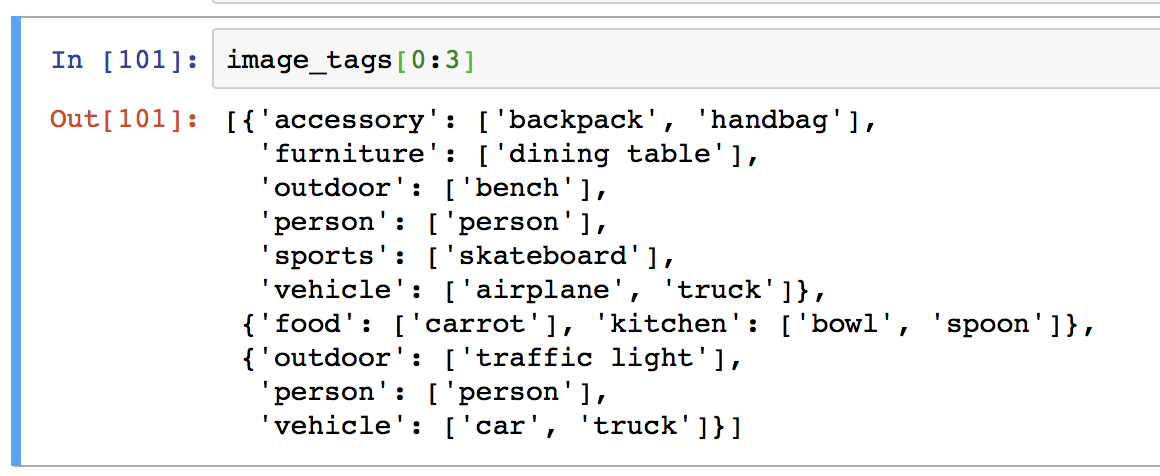 In [101]: image_tags[0:3]
Out[101]: [{'accessory': ['backpack', 'handbag'],
'furniture': ['dining table'],
'outdoor': ['bench'],
'person': ['person'],
'sports': ['skateboard'],
'vehicle': ['airplane', 'truck']},
{'food': ['carrot'], 'kitchen': ['bowl', 'spoon']},
{'outdoor': ['traffic light'],
'person': ['person'],
'vehicle': ['car', 'truck']}]